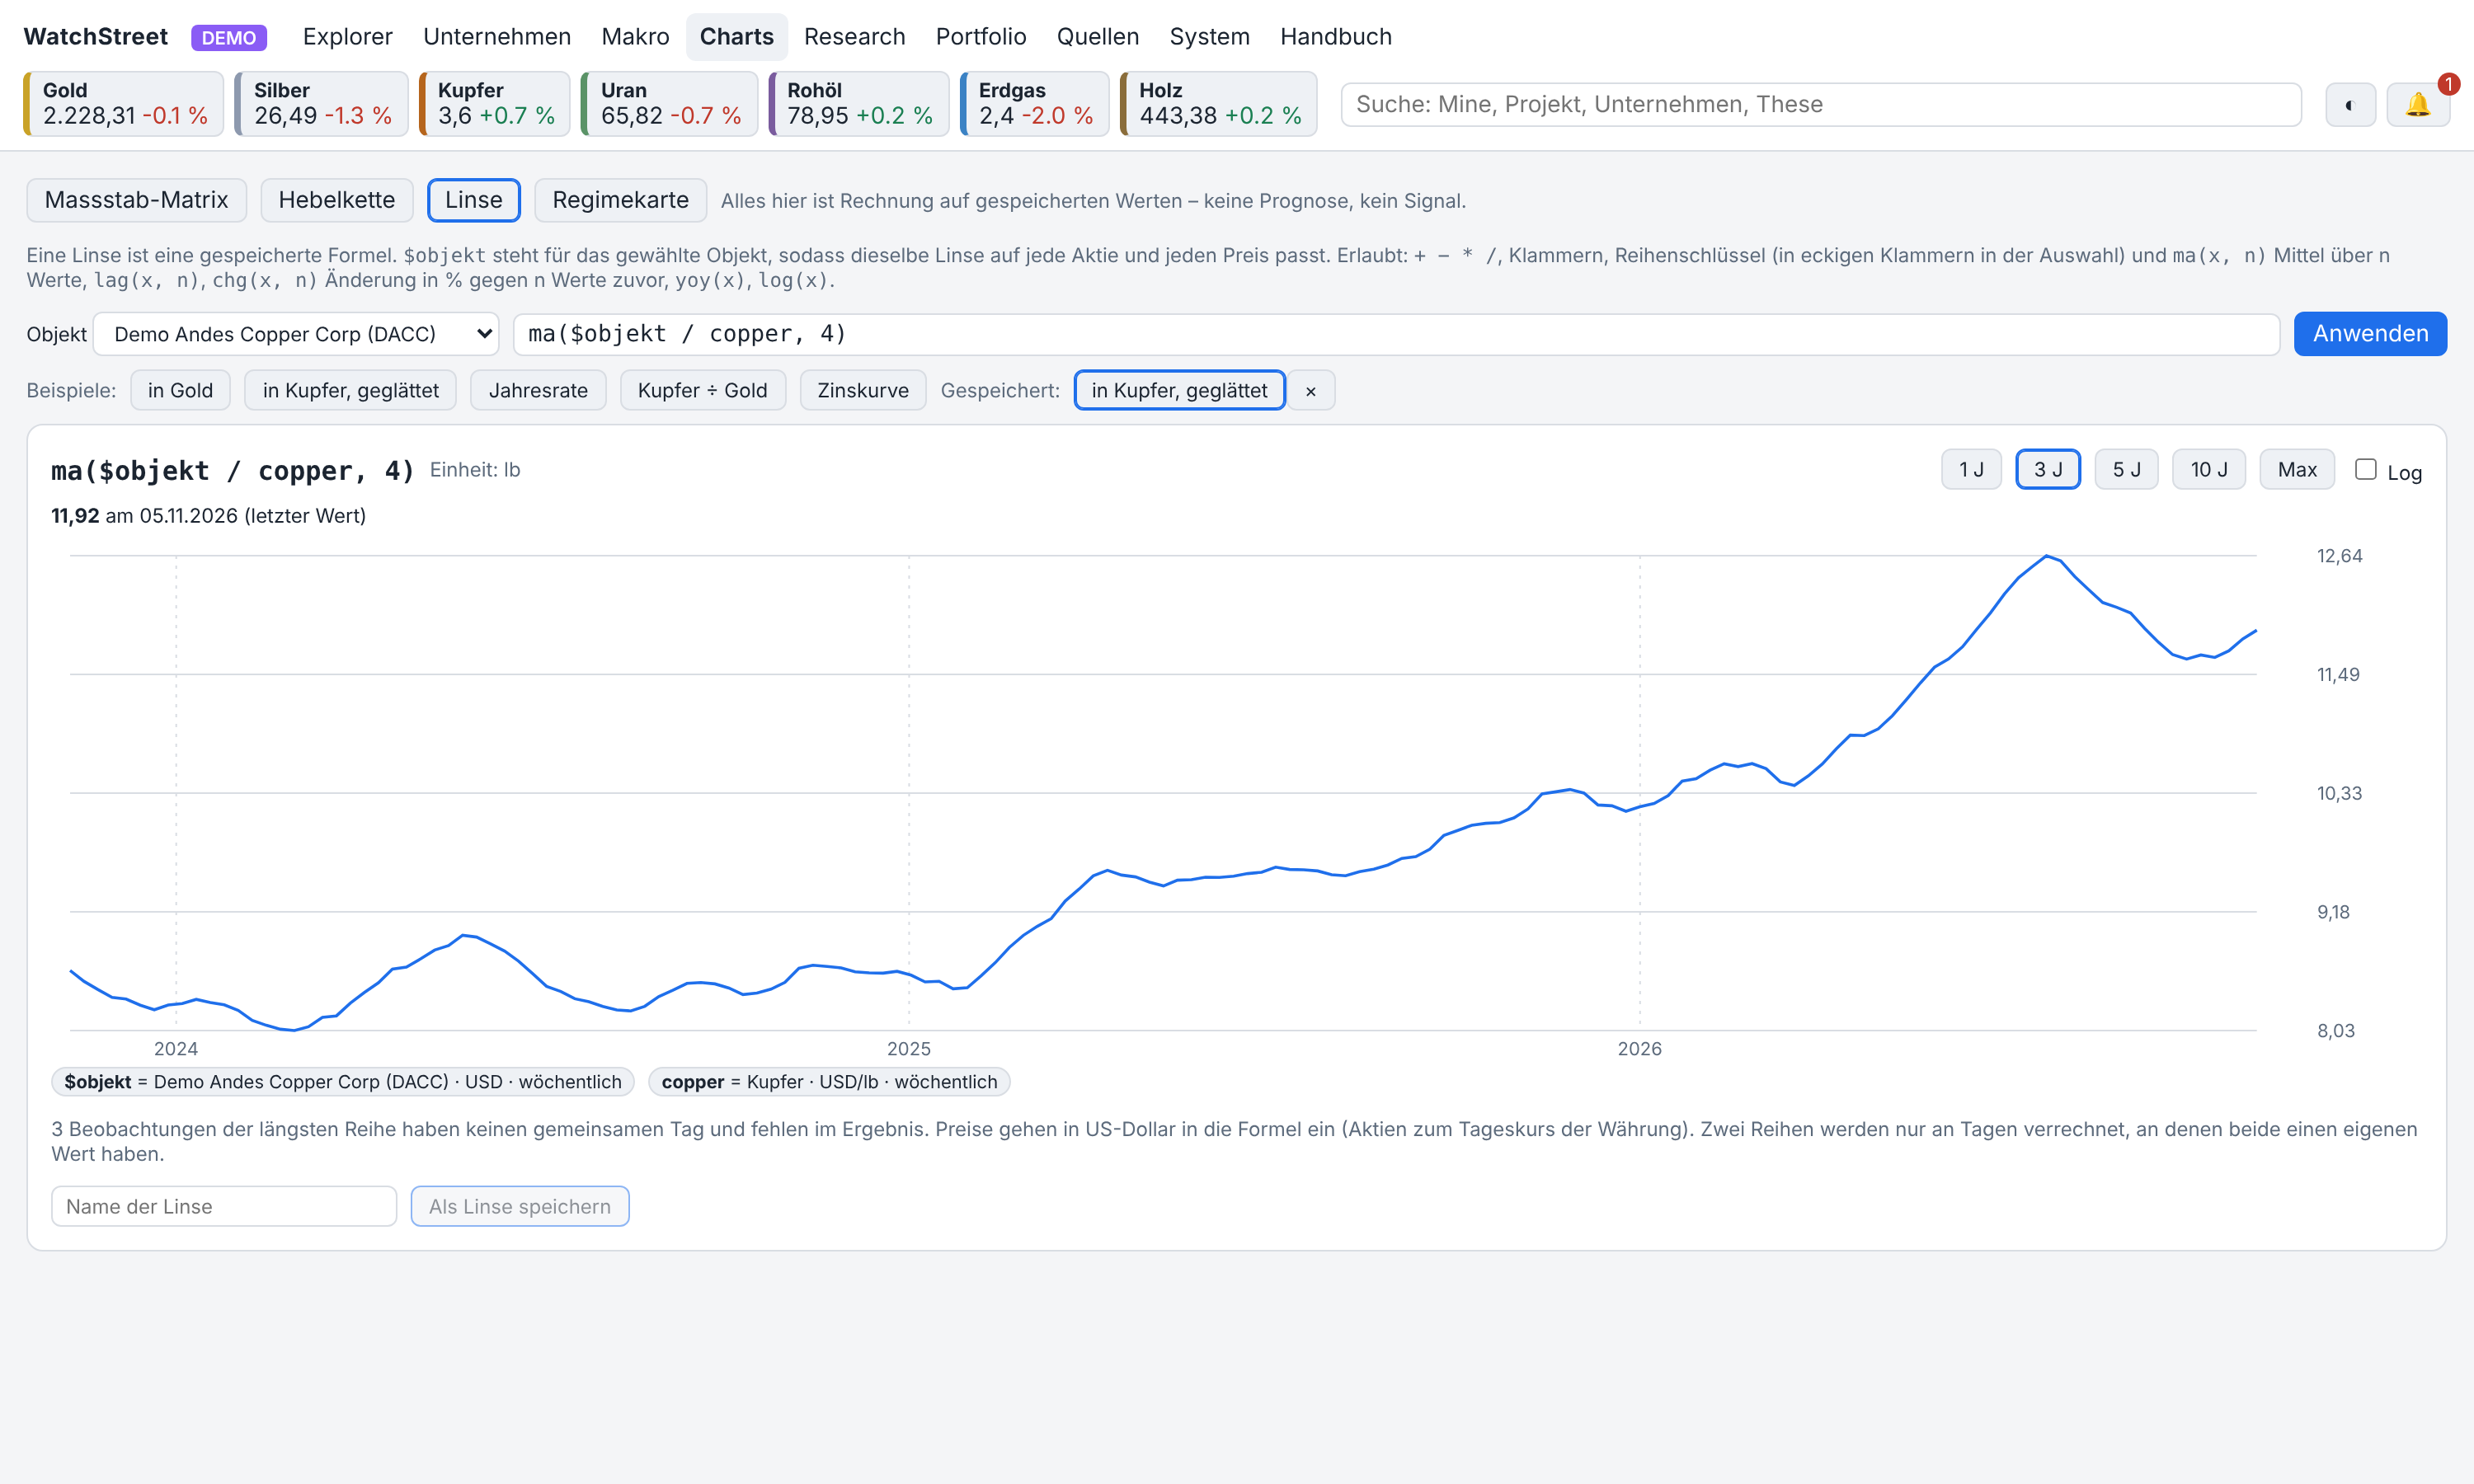 WatchStreet DEMO Explorer Unternehmen Makro Charts Research Portfolio Quellen System Handbuch
Gold Silber Kupfer Uran Rohöl Erdgas Holz
2.228,31 -0.1 % 26,49 -1.3 % 3,6 +0.7 % 65,82 -0.7 % 78,95 +0.2 % 2,4 -2.0 % 443,38 +0.2 % Suche: Mine, Projekt, Unternehmen, These 1
Massstab-Matrix Hebelkette Linse Regimekarte Alles hier ist Rechnung auf gespeicherten Werten – keine Prognose, kein Signal.
Eine Linse ist eine gespeicherte Formel. $objekt steht für das gewählte Objekt, sodass dieselbe Linse auf jede Aktie und jeden Preis passt. Erlaubt: + − * /, Klammern, Reihenschlüssel (in eckigen Klammern in der Auswahl) und ma(x, n) Mittel über n
Werte, lag(x, n), chg(x, n) Änderung in % gegen n Werte zuvor, yoy(x), log(x).
Objekt Demo Andes Copper Corp (DACC) ma($objekt / copper, 4) Anwenden
Beispiele: in Gold in Kupfer, geglättet Jahresrate Kupfer ÷ Gold Zinskurve Gespeichert: in Kupfer, geglättet ×
ma($objekt / copper, 4) Einheit: lb 1 J 3 J 5 J 10 J Max Log
11,92 am 05.11.2026 (letzter Wert)
12,64
11,49
10,33
9,18
8,03
2024 2025 2026
$objekt = Demo Andes Copper Corp (DACC) · USD · wöchentlich copper = Kupfer · USD/lb · wöchentlich
3 Beobachtungen der längsten Reihe haben keinen gemeinsamen Tag und fehlen im Ergebnis. Preise gehen in US-Dollar in die Formel ein (Aktien zum Tageskurs der Währung). Zwei Reihen werden nur an Tagen verrechnet, an denen beide einen eigenen
Wert haben.
Name der Linse Als Linse speichern